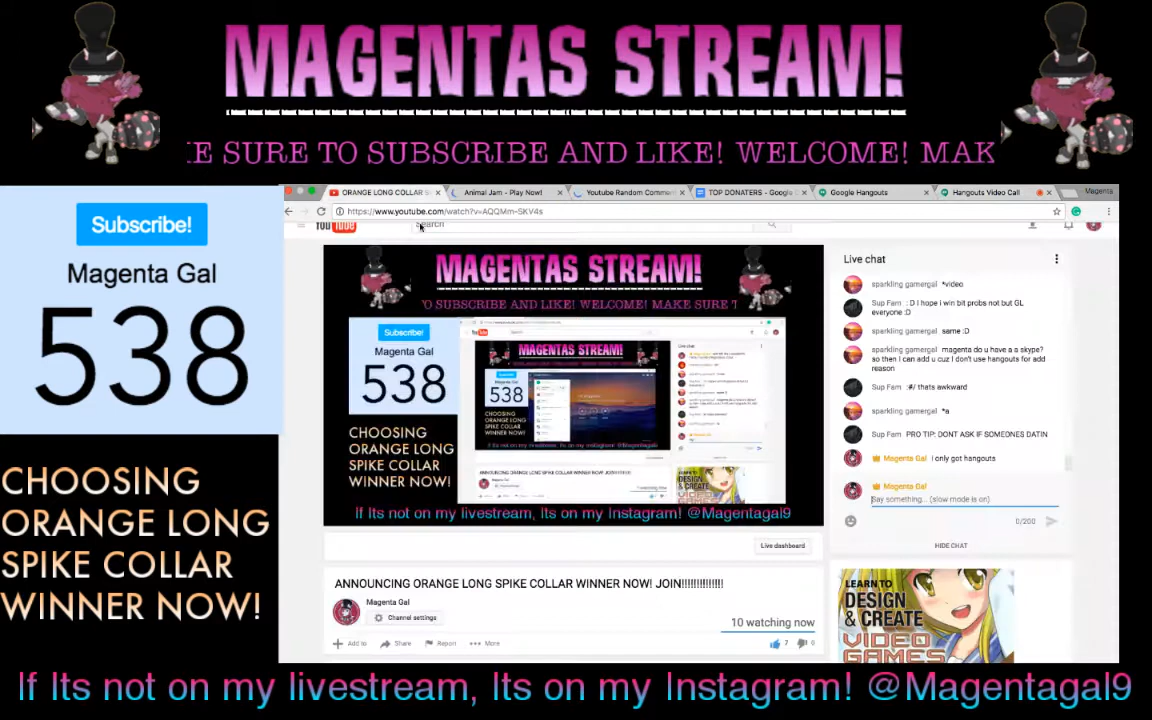 MAGENTAS STREAM!
E SURE TO SUBSCRIBE AND LIKE! WELCOME! MAK
Subscribe!
Magenta Gal
538
CHOOSING
ORANGE LONG
SPIKE COLLAR
WINNER NOW!
ORANGE LONG COLLAR
Animal Jam - Play Now!
Youtube Random Comment
TOP DONATERS - Google
Google Hangouts
Hangouts Video Call
Magenta
https://www.youtube.com/watch?v=AQQMm-SKV4s
YouTube
Search
MAGENTAS STREAM!
O SUBSCRIBE AND LIKE! WELCOME! MAKE SURE T
Subscribe!
Magenta Gal
538
CHOOSING
ORANGE LONG
SPIKE COLLAR
WINNER NOW!
MAGENTAS STREAM!
538
If Its not on my livestream, Its on my Instagram! @Magentagal9
Live dashboard
ANNOUNCING ORANGE LONG SPIKE COLLAR WINNER NOW! JOIN!!!!!!!!!!!!!!
Magenta Gal
Channel settings
10 watching now
Add to
Share
Report
More
7
0
Live chat
sparkling gamergal *video
Sup Fam : D I hope i win bit probs not but GL
everyone :D
sparkling gamergal same :D
sparkling gamergal magenta do u have a a skype?
so then I can add u cuz I don't use hangouts for add
reason
Sup Fam :#/ thats awkward
sparkling gamergal *a
Sup Fam PRO TIP: DONT ASK IF SOMEONES DATIN
Magenta Gal i only got hangouts
Magenta Gal
Say something... (slow mode is on)
0/200
HIDE CHAT
LEARN TO
DESIGN
& CREATE
VIDEO
GAMES
If Its not on my livestream, Its on my Instagram! @Magentagal9